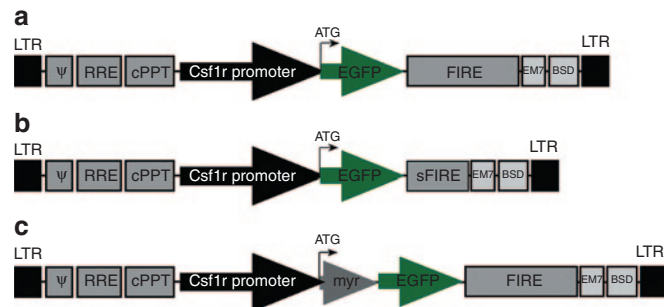 a
LTR LTR
ATG
ψ RRE cPPT Csf1r promoter EGFP FIRE EM7 BSD
b
LTR LTR
ATG
ψ RRE cPPT Csf1r promoter EGFP sFIRE EM7 BSD
c
LTR LTR
ATG
ψ RRE cPPT Csf1r promoter myr EGFP FIRE EM7 BSD